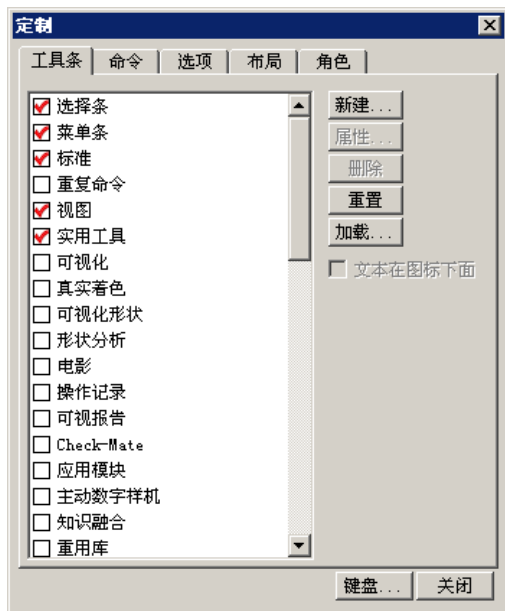 定制
工具条 命令 选项 布局 角色
选择条
菜单条
标准
重复命令
视图
实用工具
可视化
真实着色
可视化形状
形状分析
电影
操作记录
可视报告
Check-Mate
应用模块
主动数字样机
知识融合
重用库
新建...
属性...
删除
重置
加载...
文本在图标下面
键盘... 关闭